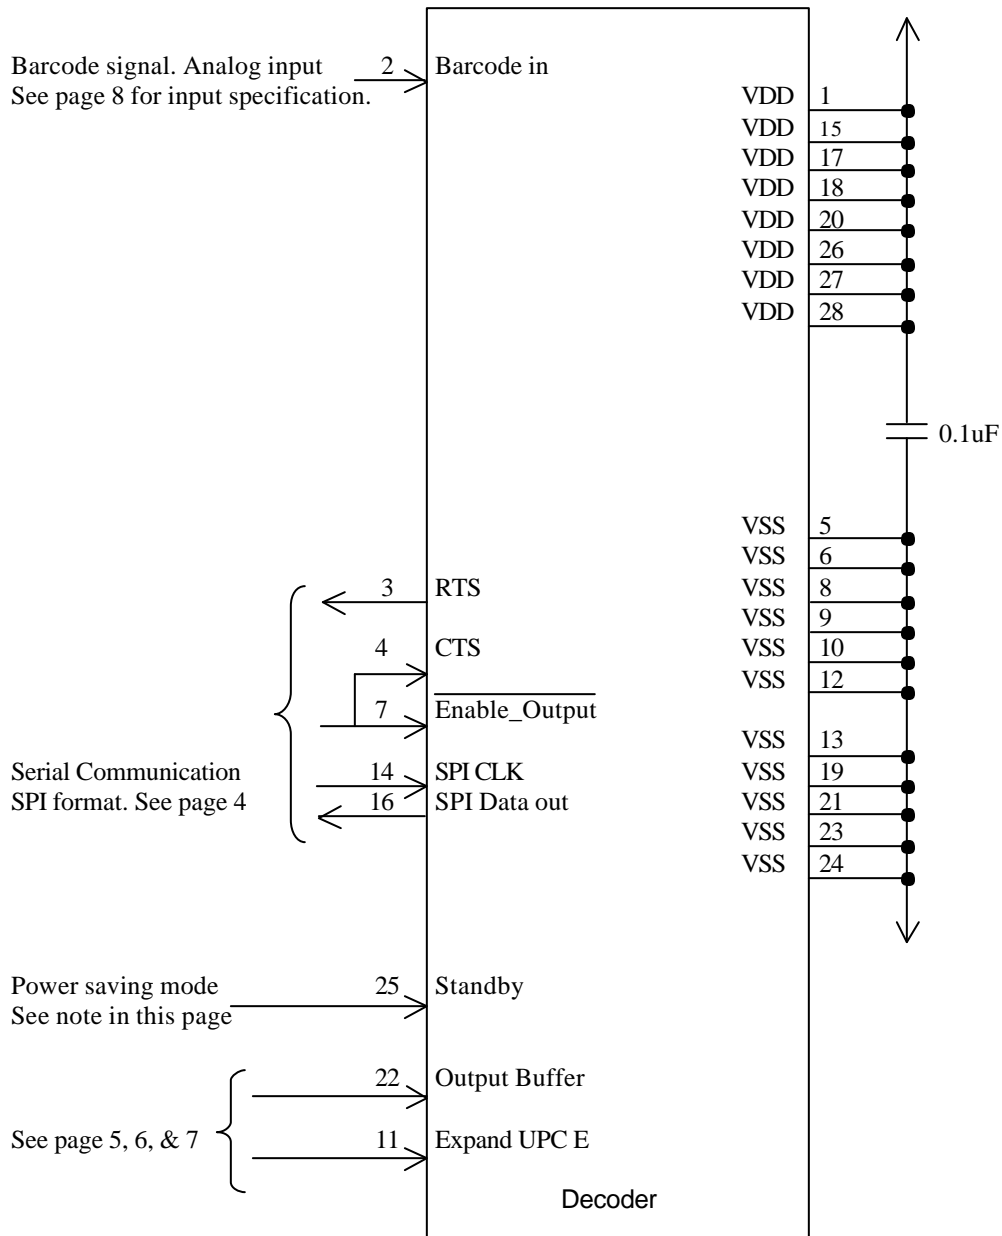 Barcode signal. Analog input
See page 8 for input specification.
2 Barcode in
VDD 1
VDD 15
VDD 17
VDD 18
VDD 20
VDD 26
VDD 27
VDD 28
0.1uF
VSS 5
VSS 6
VSS 8
VSS 9
VSS 10
VSS 12
VSS 13
VSS 19
VSS 21
VSS 23
VSS 24
3 RTS
4 CTS
7 Enable_Output
14 SPI CLK
16 SPI Data out
Serial Communication
SPI format. See page 4
Power saving mode
See note in this page
25 Standby
22 Output Buffer
See page 5, 6, & 7
11 Expand UPC E
Decoder